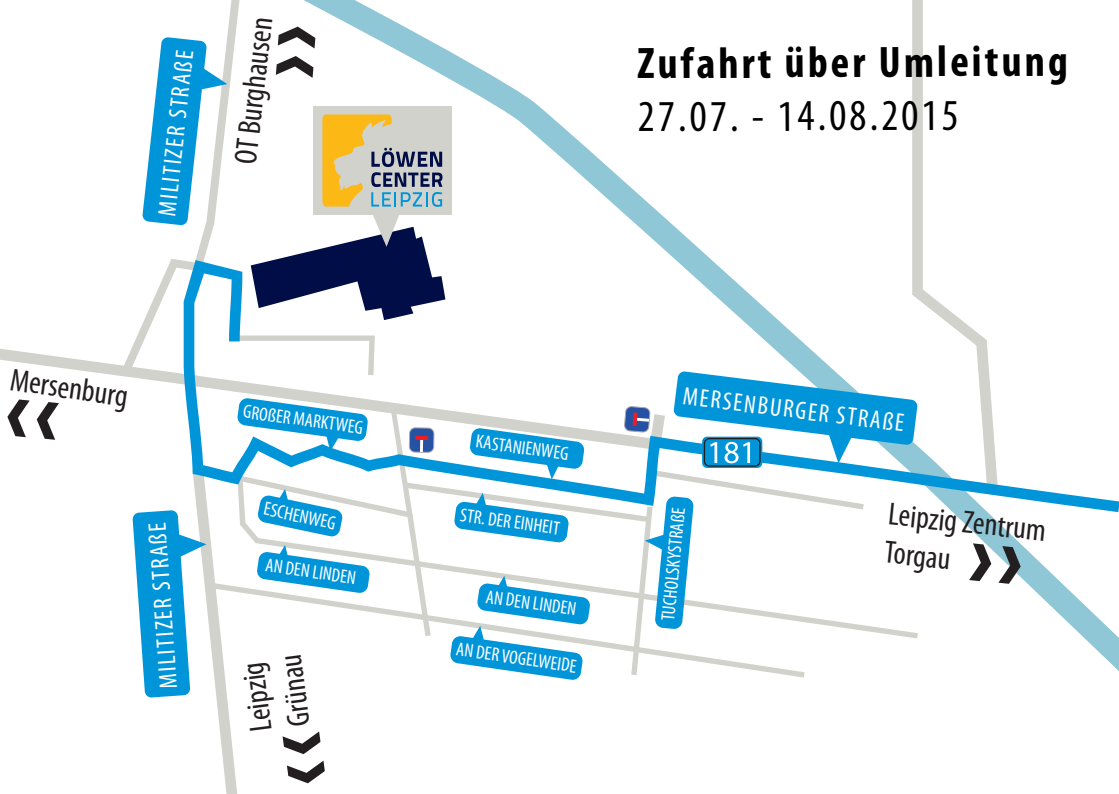 Zufahrt über Umleitung
27.07. - 14.08.2015
MILITIZER STRAßE
OT Burghausen
LÖWEN
CENTER
LEIPZIG
Mersenburg
GROßER MARKTWEG
KASTANIENWEG
MERSENBURGER STRAßE
181
ESCHENWEG
STR. DER EINHEIT
Leipzig Zentrum
Torgau
MILITIZER STRAßE
AN DEN LINDEN
AN DEN LINDEN
TUCHOLSKYSTRAßE
AN DER VOGELWEIDE
Leipzig
Grünau